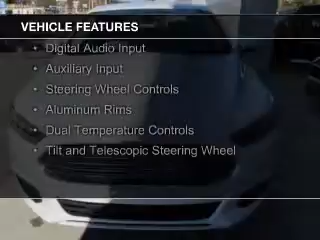 VEHICLE FEATURES
• Digital Audio Input
• Auxiliary Input
• Steering Wheel Controls
• Aluminum Rims
• Dual Temperature Controls
• Tilt and Telescopic Steering Wheel